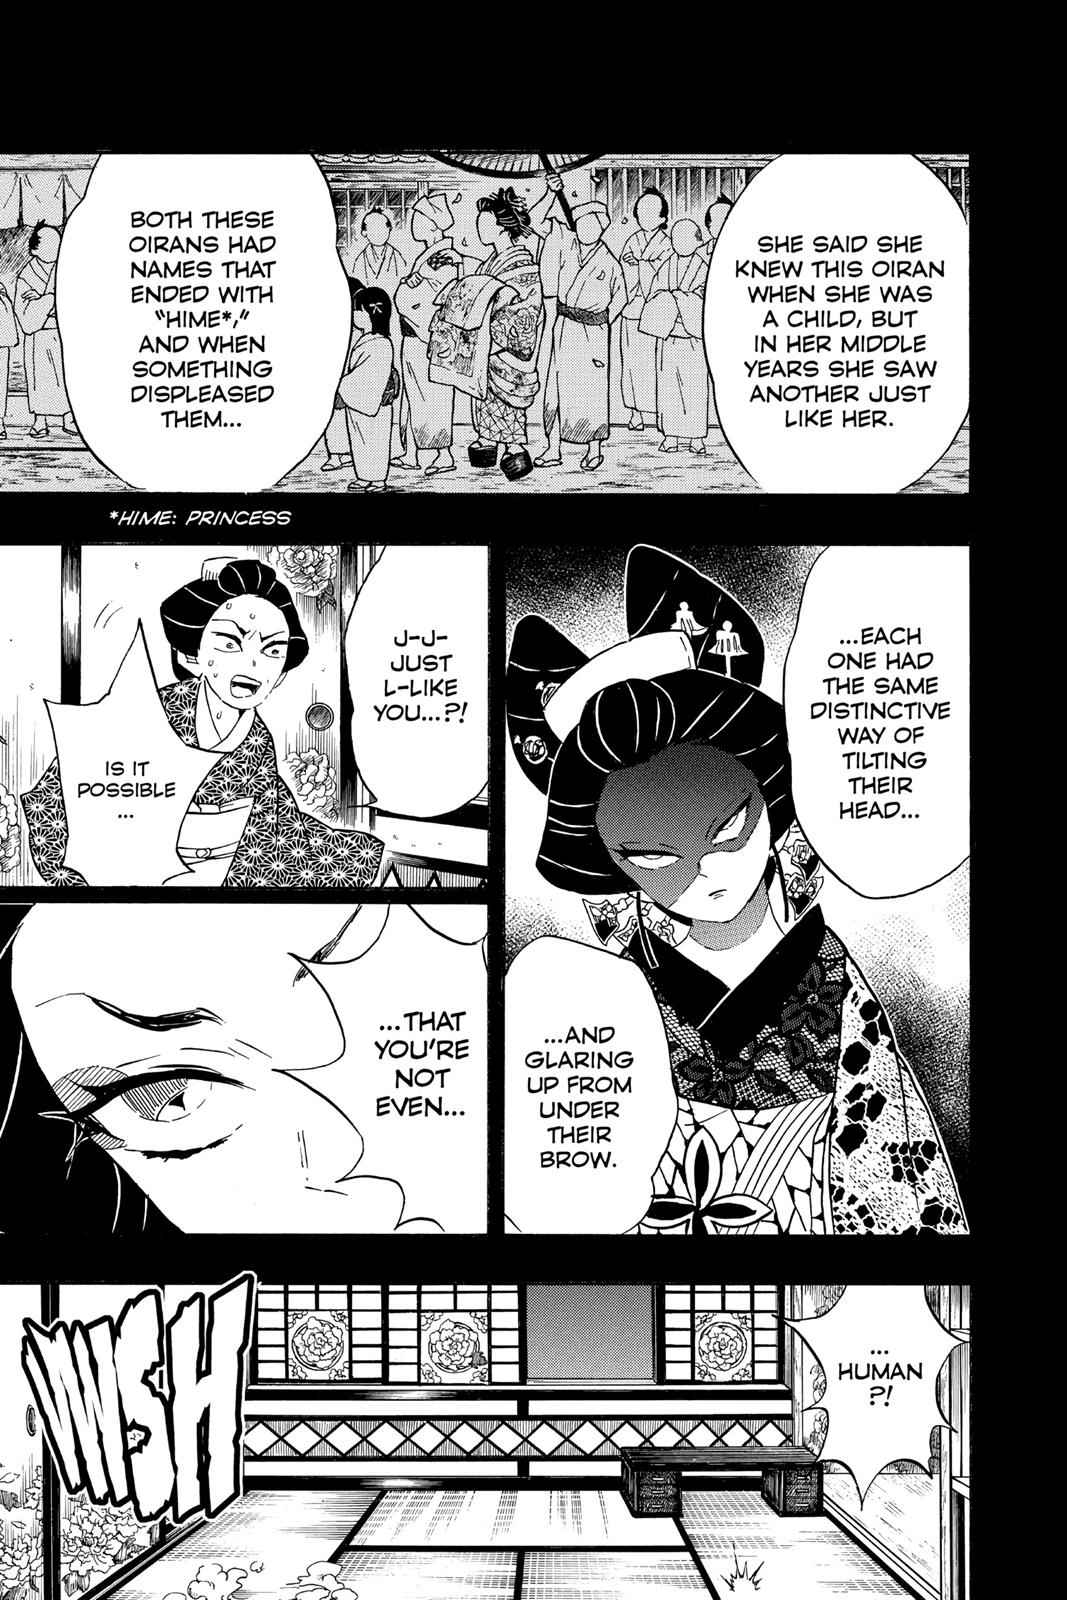 SHE SAID SHE
KNEW THIS OIRAN
WHEN SHE WAS
A CHILD, BUT
IN HER MIDDLE
YEARS SHE SAW
ANOTHER JUST
LIKE HER.
BOTH THESE
OIRANS HAD
NAMES THAT
ENDED WITH
“HIME*,”
AND WHEN
SOMETHING
DISPLEASED
THEM...
*HIME: PRINCESS
...EACH
ONE HAD
THE SAME
DISTINCTIVE
WAY OF
TILTING
THEIR
HEAD...
...AND
GLARING
UP FROM
UNDER
THEIR
BROW.
J-J-
JUST
L-LIKE
YOU...?!
IS IT
POSSIBLE
...
...THAT
YOU'RE
NOT
EVEN...
...
HUMAN
?!
WISH